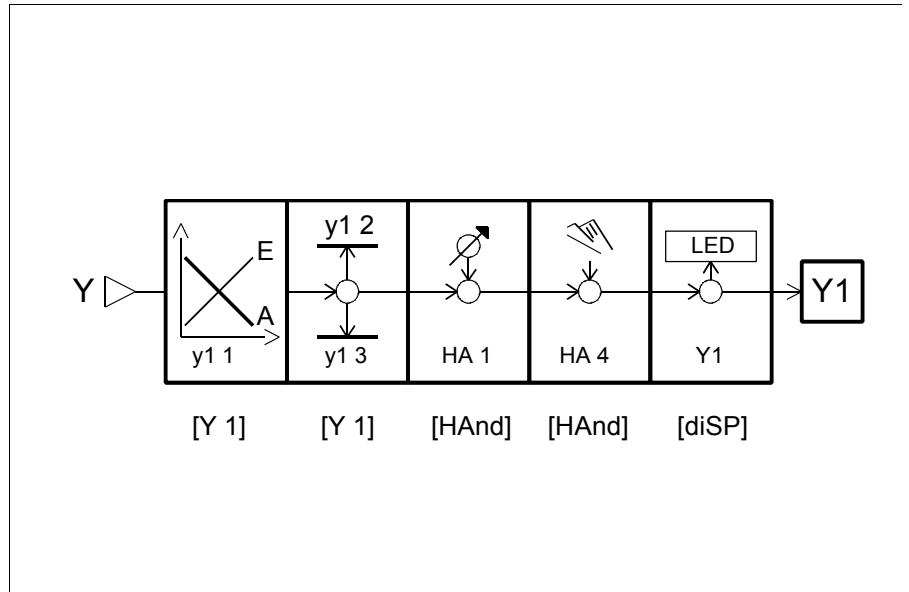 y1 2
LED
E
Y
Y1
A
y1 3
y1 1
HA 1
HA 4
Y1
[Y 1]
[Y 1]
[HAnd]
[HAnd]
[diSP]